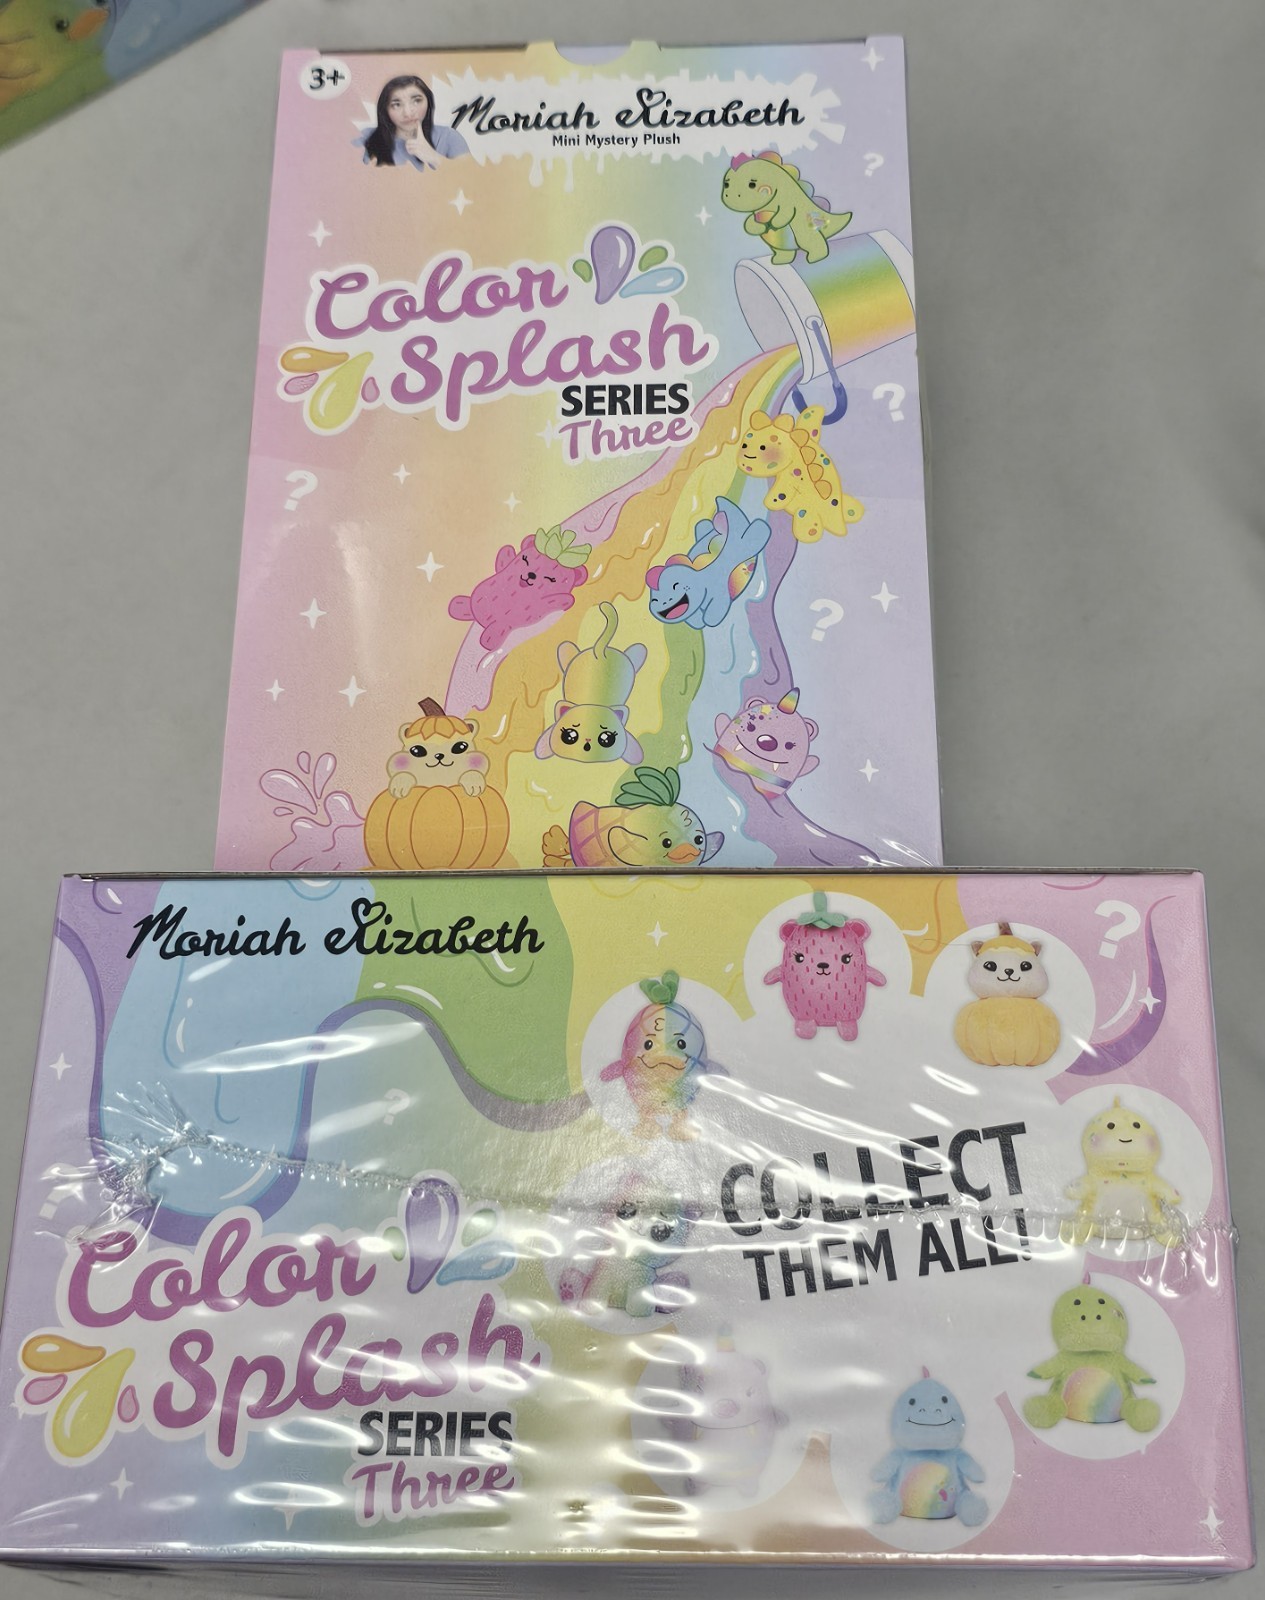 3+
Moriah Elizabeth
Mini Mystery Plush
?
Color
Splash
SERIES
Three
?
?
?
Moriah Elizabeth
?
?
?
COLLECT
THEM ALL!
Color
Splash
SERIES
Three